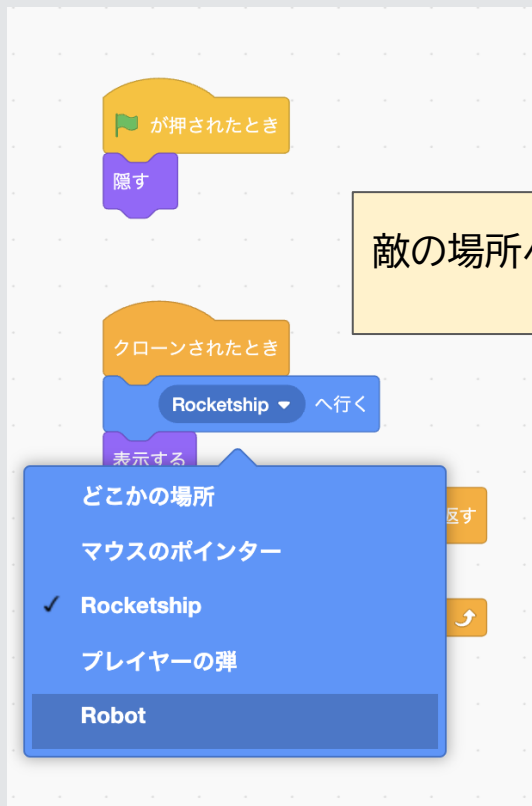 が押されたとき
隠す
敵の場所へ
クローンされたとき
Rocketship へ行く
表示する
どこかの場所
返す
マウスのポインター
Rocketship
プレイヤーの弾
Robot